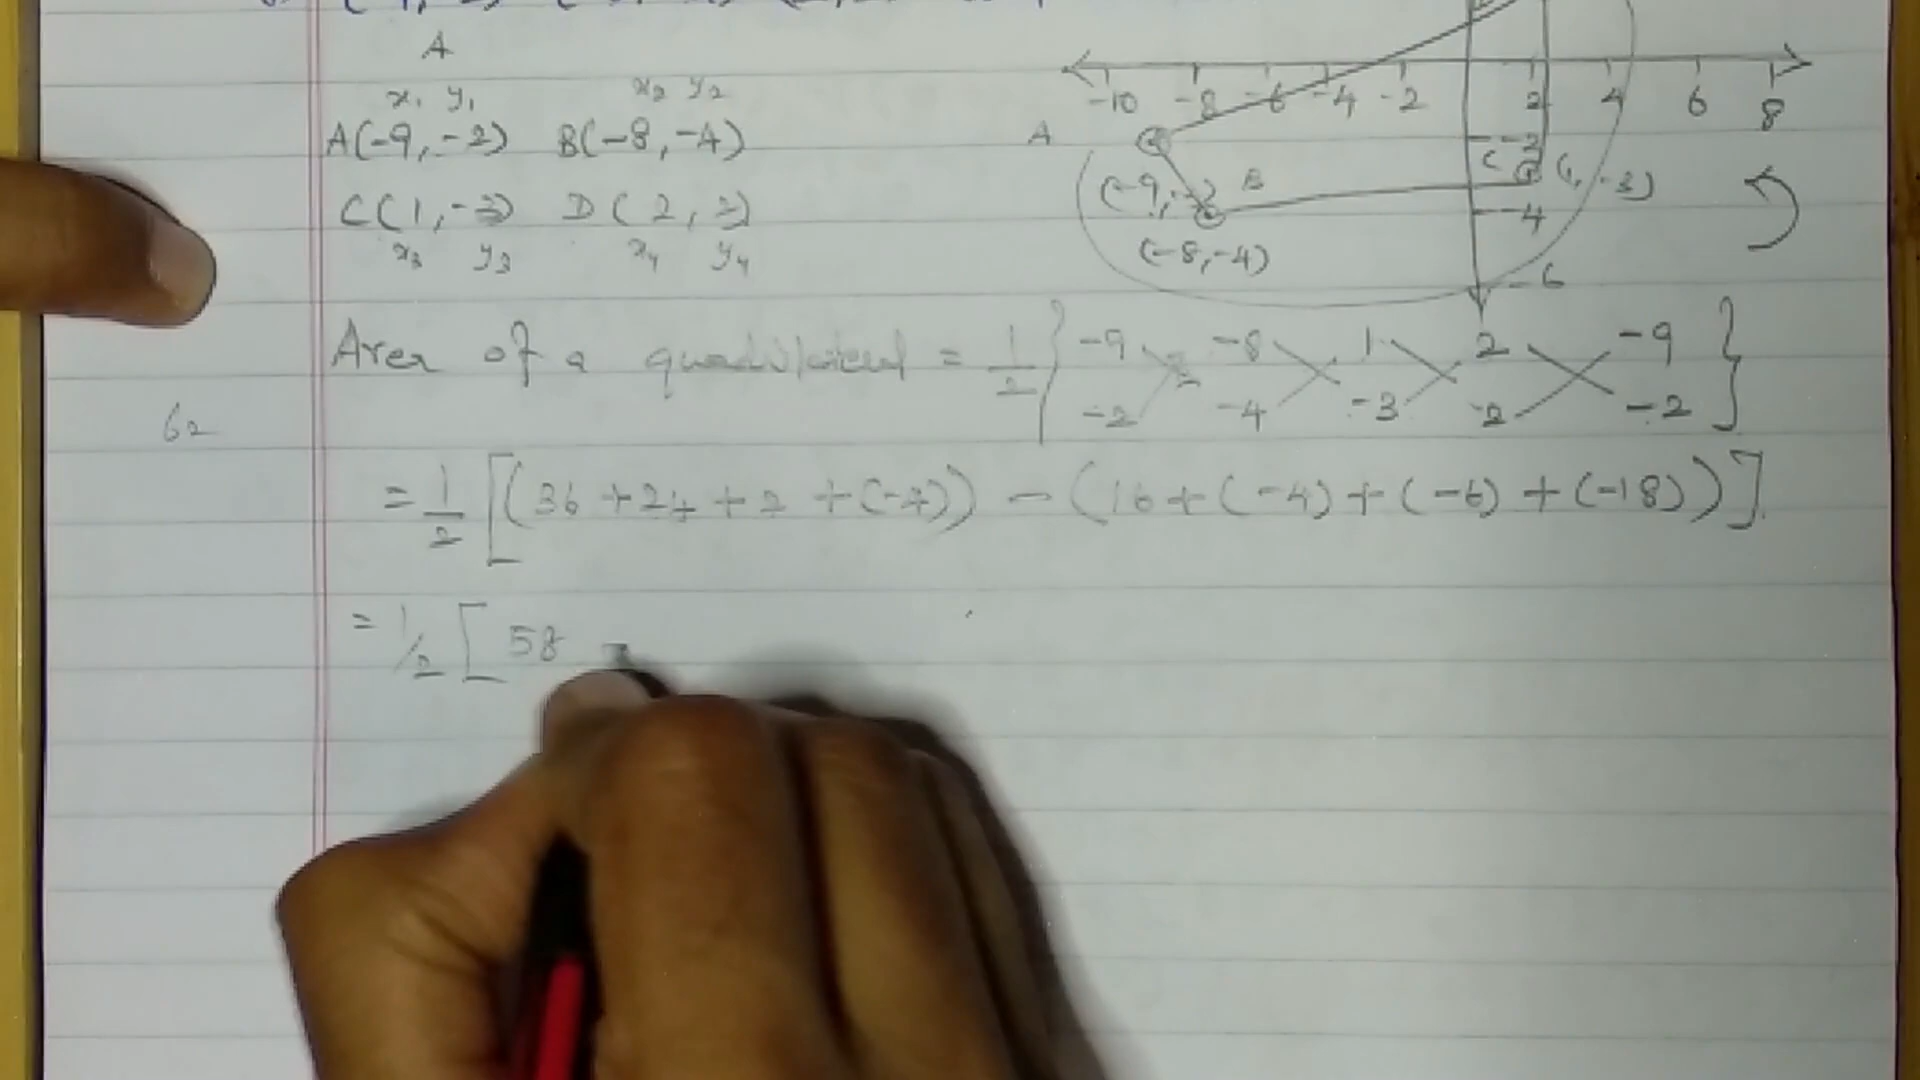 A
x₁ y₁ x₂ y₂
A(-9, -2) B(-8, -4)
C(1, -3) D(2, 2)
x₃ y₃ x₄ y₄
-10 -8 -6 -4 -2 2 4 6 8
A
-2
C (1, -3)
(-9, -2 B
-4
(-8, -4)
-6
Area of a quadrilateral = 1/2 { -9 -8 1 2 -9
-2 -4 -3 2 -2 }
62
= 1/2 [(36 + 24 + 2 + (-4)) - (16 + (-4) + (-6) + (-18))]
= 1/2 [ 58 -